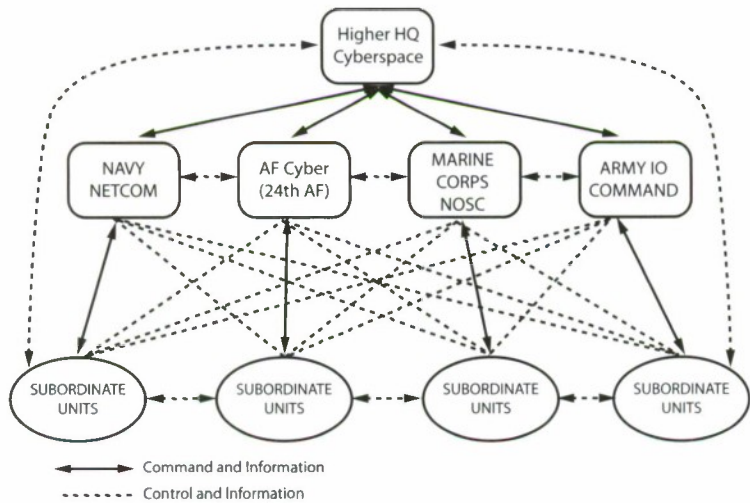 Higher HQ
Cyberspace
NAVY
NETCOM
AF Cyber
(24th AF)
MARINE
CORPS
NOSC
ARMY IO
COMMAND
SUBORDINATE
UNITS
SUBORDINATE
UNITS
SUBORDINATE
UNITS
SUBORDINATE
UNITS
Command and Information
Control and Information